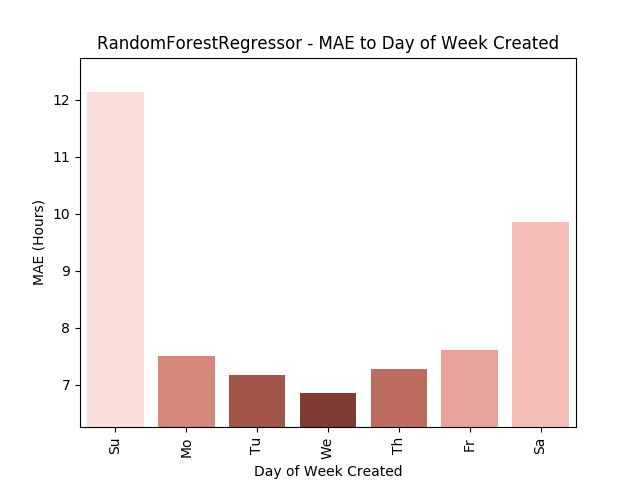 RandomForestRegressor - MAE to Day of Week Created
12
11
10
9
8
7
MAE (Hours)
Su
Mo
Tu
We
Th
Fr
Sa
Day of Week Created